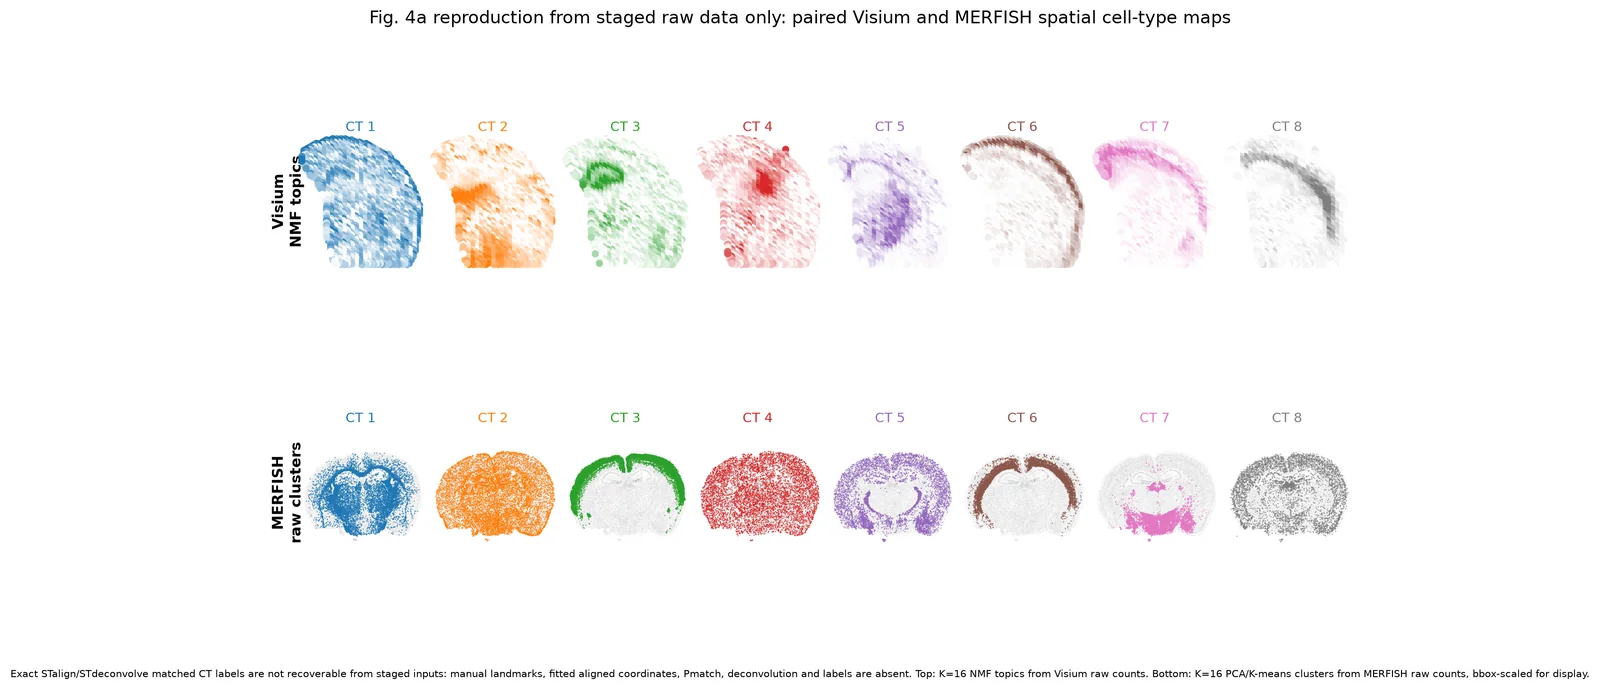 Fig. 4a reproduction from staged raw data only: paired Visium and MERFISH spatial cell-type maps
CT 1 CT 2 CT 3 CT 4 CT 5 CT 6 CT 7 CT 8
Visium
NMF topics
CT 1 CT 2 CT 3 CT 4 CT 5 CT 6 CT 7 CT 8
MERFISH
raw clusters
Exact STalign/STdeconvolve matched CT labels are not recoverable from staged inputs: manual landmarks, fitted aligned coordinates, Pmatch, deconvolution and labels are absent. Top: K=16 NMF topics from Visium raw counts. Bottom: K=16 PCA/K-means clusters from MERFISH raw counts, bbox-scaled for display.